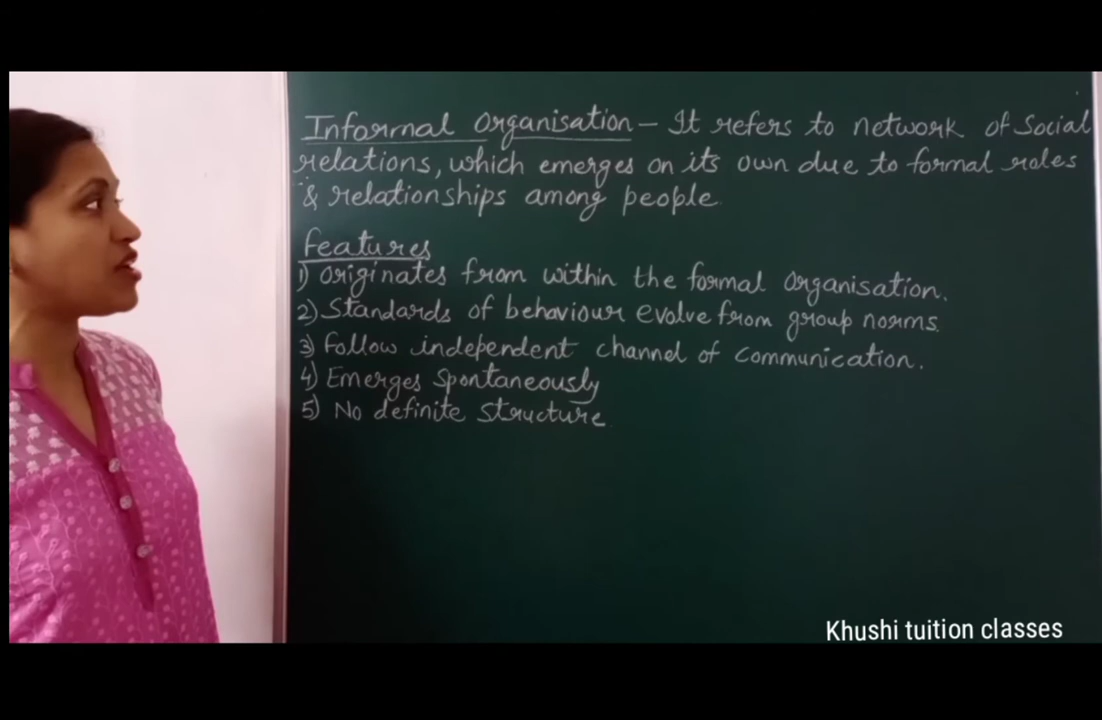 Informal Organisation - It refers to network of Social
relations, which emerges on its own due to formal roles
& relationships among people.
Features
1) Originates from within the formal Organisation.
2) Standards of behaviour evolve from group norms.
3) Follow independent channel of Communication.
4) Emerges Spontaneously
5) No definite Structure.
Khushi tuition classes